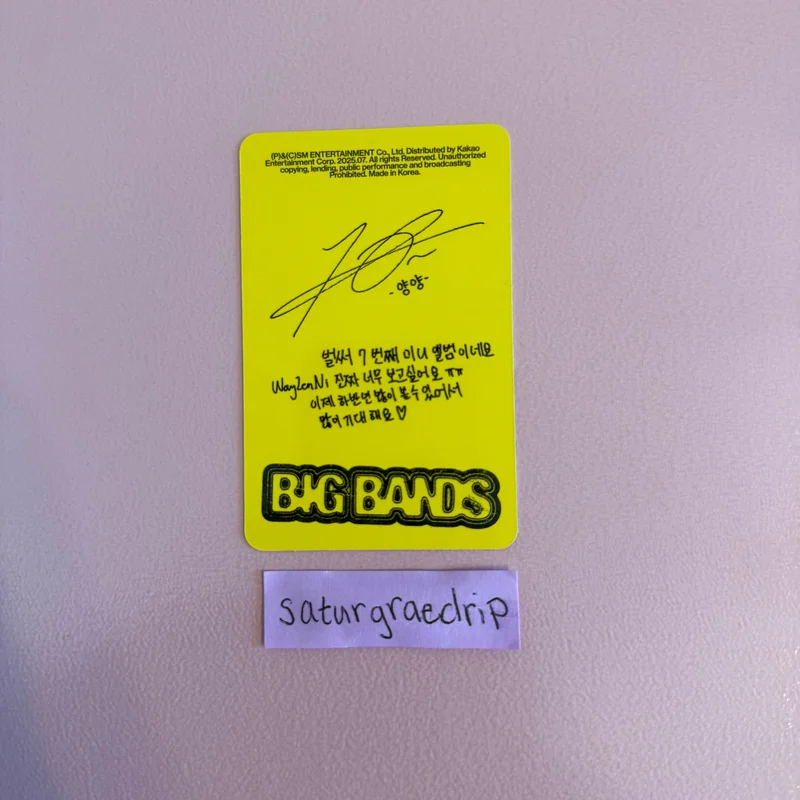 (P)&(C)SM ENTERTAINMENT Co., Ltd. Distributed by Kakao
Entertainment Corp. 2025.07. All rights Reserved. Unauthorized
copying, lending, public performance and broadcasting
Prohibited. Made in Korea.
-양양-
벌써 7번째 미니 앨범이네요
WayZenNi 진짜 너무 보고싶어요 ㅠㅠ
이제 하반년 많이 볼 수 있어서
많이 기대해요♡
BIG BANDS
saturgraedrip